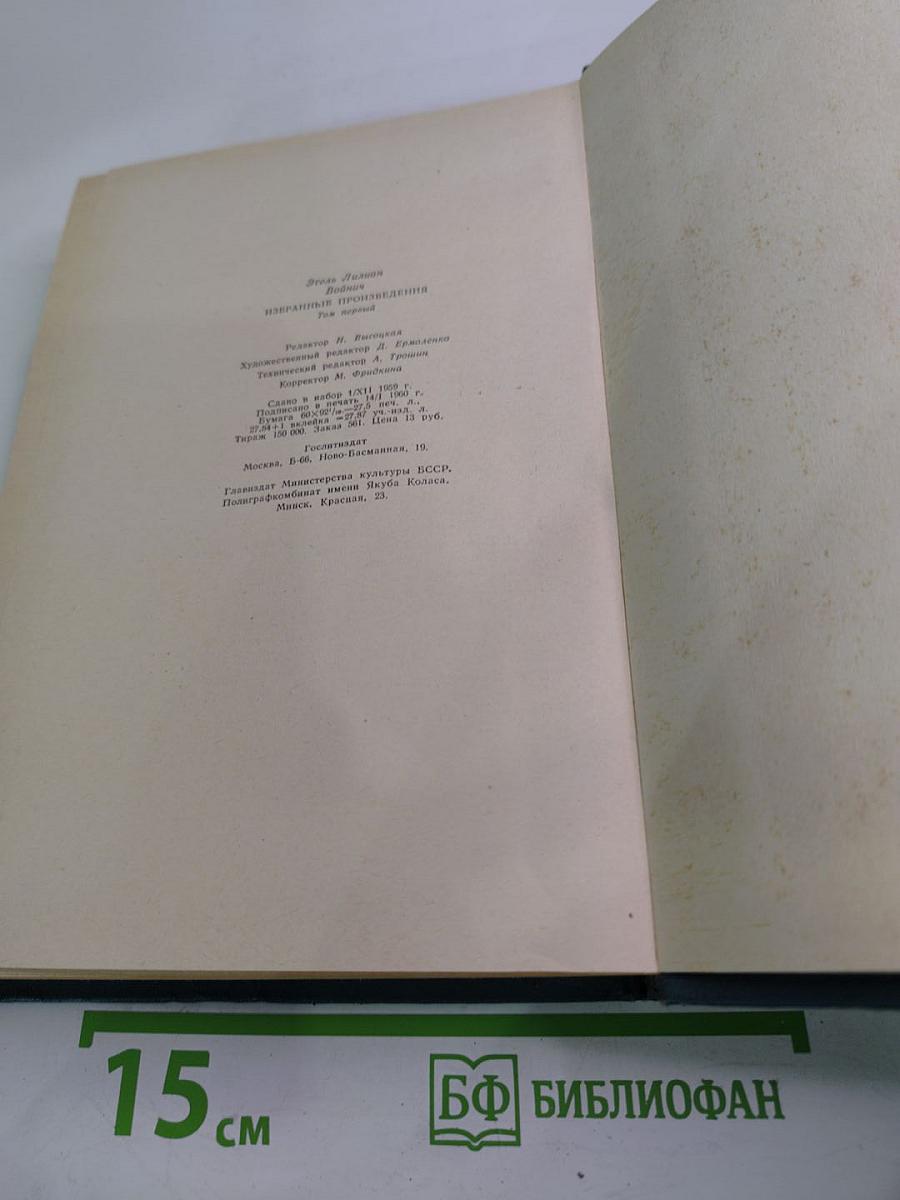 Этель Лилиан
Войнич
ИЗБРАННЫЕ ПРОИЗВЕДЕНИЯ
Том первый
Редактор Н. Высоцкая
Художественный редактор Д. Ермоленко
Технический редактор А. Трошин
Корректор М. Фридкина
Сдано в набор 1/XII 1959 г.
Подписано в печать 14/I 1960 г.
Бумага 60×92¹/₁₆—27,5 печ. л.,
27,84+1 вклейка =27,87 уч.-изд. л.
Тираж 150 000. Заказ 561. Цена 13 руб.
Гослитиздат
Москва, Б-66, Ново-Басманная, 19.
Главиздат Министерства культуры БССР.
Полиграфкомбинат имени Якуба Коласа.
Минск, Красная, 23.
15 см
БФ БИБЛИОФАН